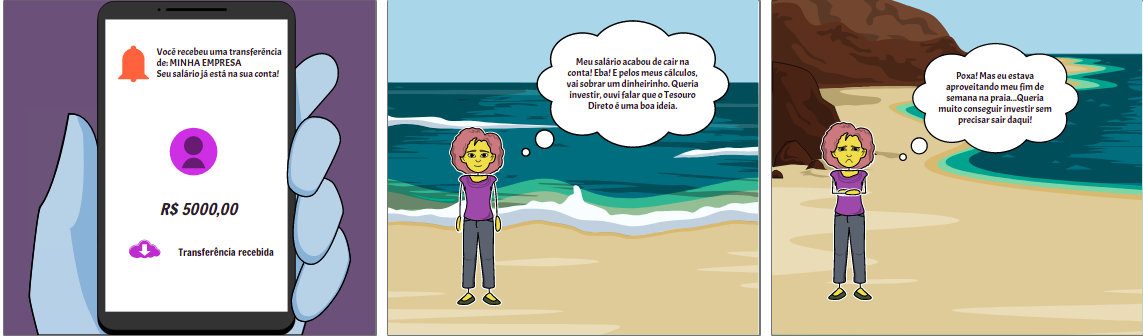 Você recebeu uma transferência
de: MINHA EMPRESA
Seu salário já está na sua conta!
R$ 5000,00
Transferência recebida
Meu salário acabou de cair na
conta! Eba! E pelos meus cálculos,
vai sobrar um dinheirinho. Queria
investir, ouvi falar que o Tesouro
Direto é uma boa ideia.
Poxa! Mas eu estava
aproveitando meu fim de
semana na praia...Queria
muito conseguir investir sem
precisar sair daqui!